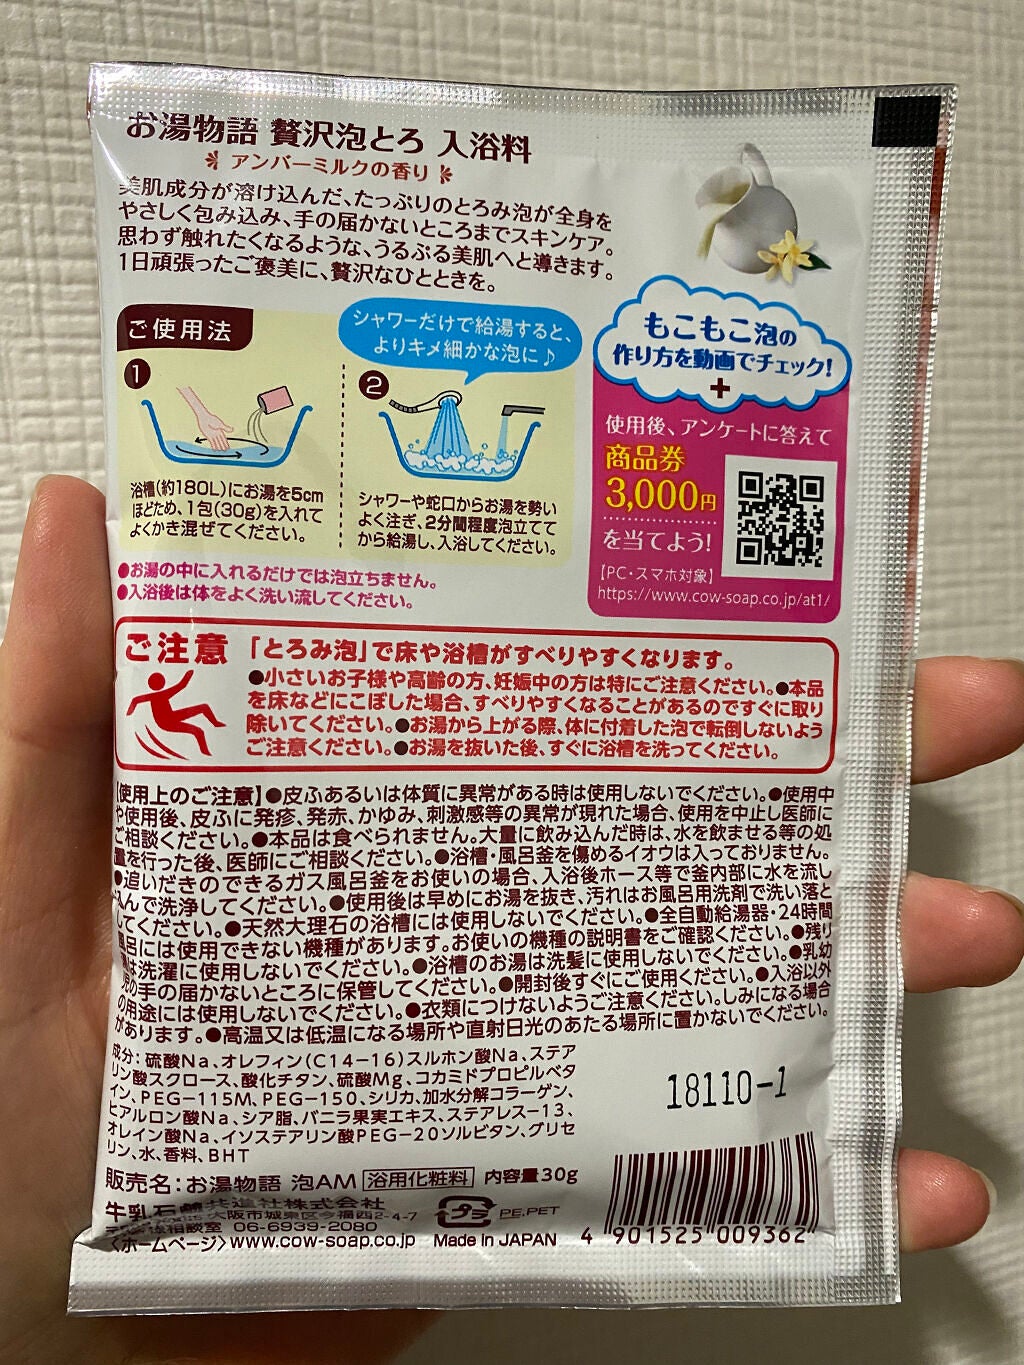 お湯物語 贅沢泡とろ 入浴料
アンバーミルクの香り
美肌成分が溶け込んだ、たっぷりのとろみ泡が全身を
やさしく包み込み、手の届かないところまでスキンケア。
思わず触れたくなるような、うるぷる美肌へと導きます。
1日頑張ったご褒美に、贅沢なひとときを。
ご使用法
1
浴槽(約180L)にお湯を5cm
ほどため、1包(30g)を入れて
よくかき混ぜてください。
シャワーだけで給湯すると、
よりキメ細かな泡に♪
2
シャワーや蛇口からお湯を勢い
よく注ぎ、2分間程度泡立てて
から給湯し、入浴してください。
もこもこ泡の
作り方を動画でチェック!
+
使用後、アンケートに答えて
商品券
3,000円
を当てよう!
【PC・スマホ対象】
https://www.cow-soap.co.jp/at1/
●お湯の中に入れるだけでは泡立ちません。
●入浴後は体をよく洗い流してください。
ご注意 「とろみ泡」で床や浴槽がすべりやすくなります。
●小さいお子様や高齢の方、妊娠中の方は特にご注意ください。●本品
を床などにこぼした場合、すべりやすくなることがあるのですぐに取り
除いてください。●お湯から上がる際、体に付着した泡で転倒しないよう
ご注意ください。●お湯を抜いた後、すぐに浴槽を洗ってください。
【使用上のご注意】●皮ふあるいは体質に異常がある時は使用しないでください。●使用中
や使用後、皮ふに発疹、発赤、かゆみ、刺激感等の異常が現れた場合、使用を中止し医師に
ご相談ください。●本品は食べられません。大量に飲み込んだ時は、水を飲ませる等の処
置を行った後、医師にご相談ください。●浴槽・風呂釜を傷めるイオウは入っておりません。
●追いだきのできるガス風呂釜をお使いの場合、入浴後ホース等で釜内部に水を流し
込んで洗浄してください。●使用後は早めにお湯を抜き、汚れはお風呂用洗剤で洗い落と
してください。●天然大理石の浴槽には使用しないでください。●全自動給湯器・24時間
風呂には使用できない機種があります。お使いの機種の説明書をご確認ください。●残り
湯は洗濯に使用しないでください。●浴槽のお湯は洗髪に使用しないでください。●乳幼
児の手の届かないところに保管してください。●開封後すぐにご使用ください。●入浴以外
の用途には使用しないでください。●衣類につけないようご注意ください。しみになる場合
があります。●高温又は低温になる場所や直射日光のあたる場所に置かないでください。
成分:硫酸Na、オレフィン(C14-16)スルホン酸Na、ステア
リン酸スクロース、酸化チタン、硫酸Mg、コカミドプロピルベタ
イン、PEG-115M、PEG-150、シリカ、加水分解コラーゲン、
ヒアルロン酸Na、シア脂、バニラ果実エキス、ステアレス-13、
オレイン酸Na、イソステアリン酸PEG-20ソルビタン、グリセ
リン、水、香料、BHT
18110-1
販売名:お湯物語 泡AM 浴用化粧料 内容量30g
牛乳石鹸共進社株式会社
大阪市城東区今福西2-4-7
相談室 06-6939-2080
〈ホームページ〉www.cow-soap.co.jp Made in JAPAN
プラ PE,PET
4 901525 009362